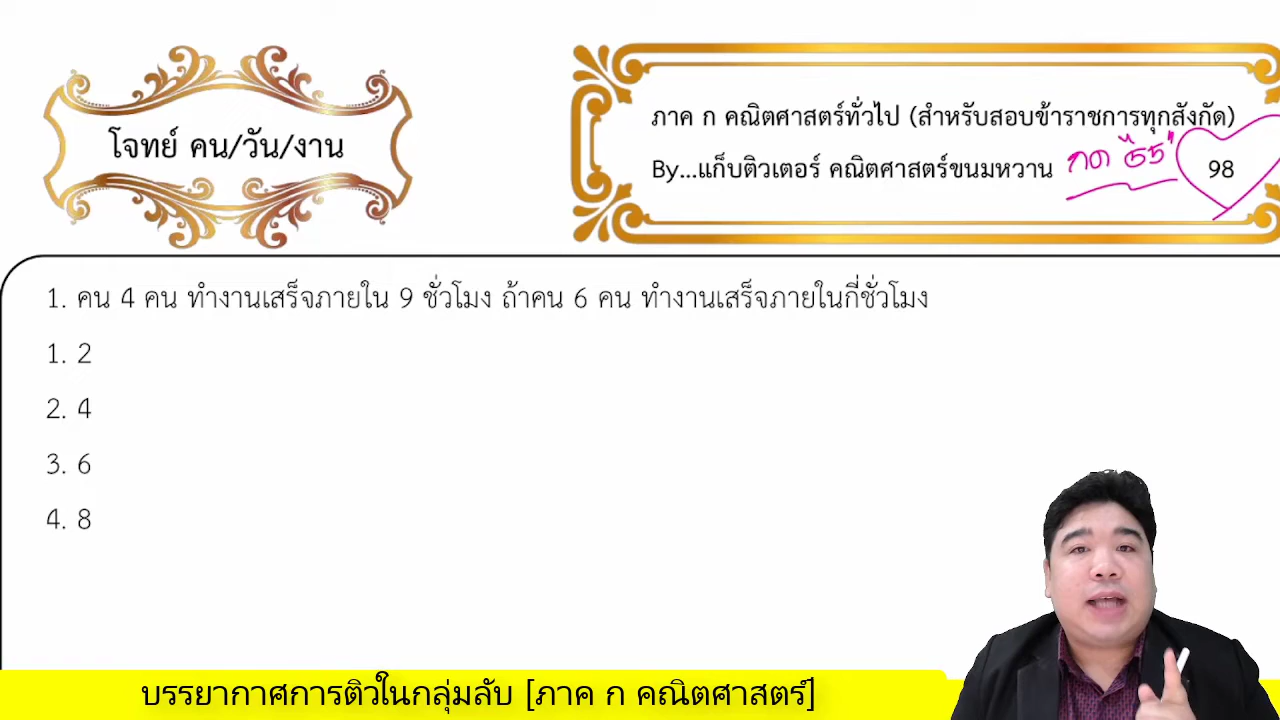 โจทย์ คน/วัน/งาน
ภาค ก คณิตศาสตร์ทั่วไป (สำหรับสอบข้าราชการทุกสังกัด)
By...แก็บติวเตอร์ คณิตศาสตร์ขนมหวาน
98
1. คน 4 คน ทำงานเสร็จภายใน 9 ชั่วโมง ถ้าคน 6 คน ทำงานเสร็จภายในกี่ชั่วโมง
1. 2
2. 4
3. 6
4. 8
บรรยากาศการติวในกลุ่มลับ [ภาค ก คณิตศาสตร์]